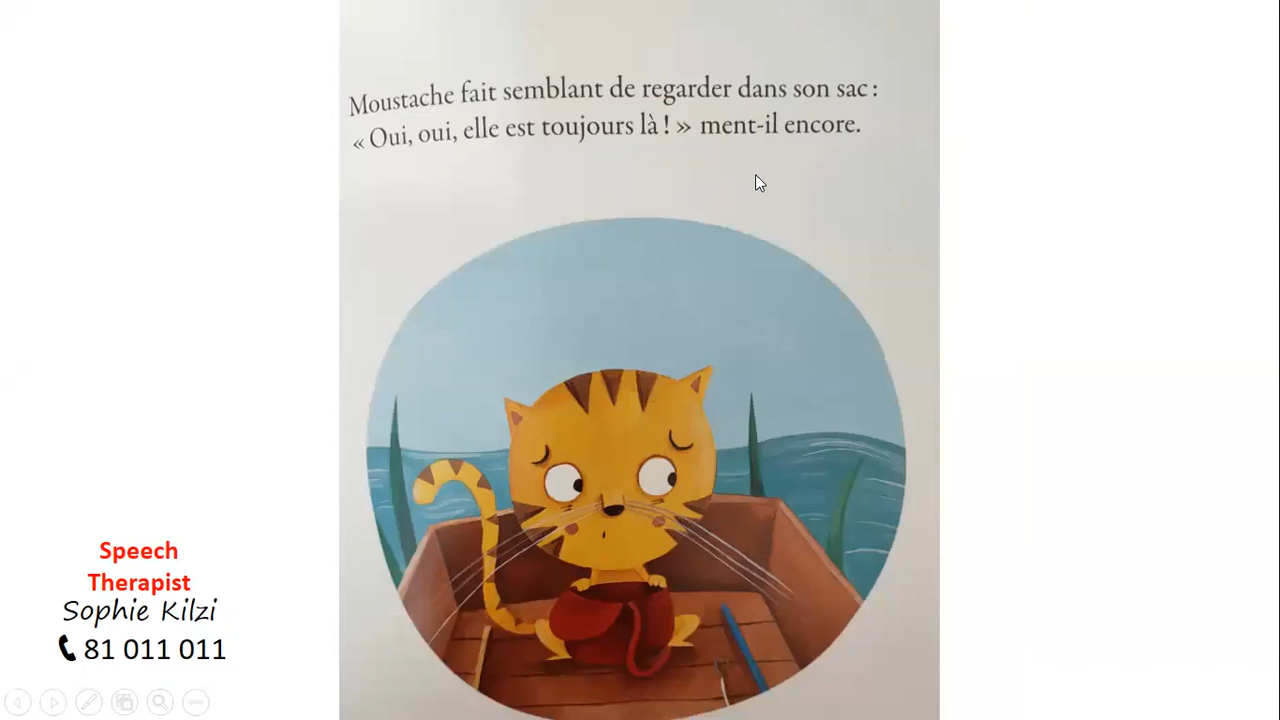 Moustache fait semblant de regarder dans son sac :
« Oui, oui, elle est toujours là ! » ment-il encore.
Speech
Therapist
Sophie Kilzi
81 011 011